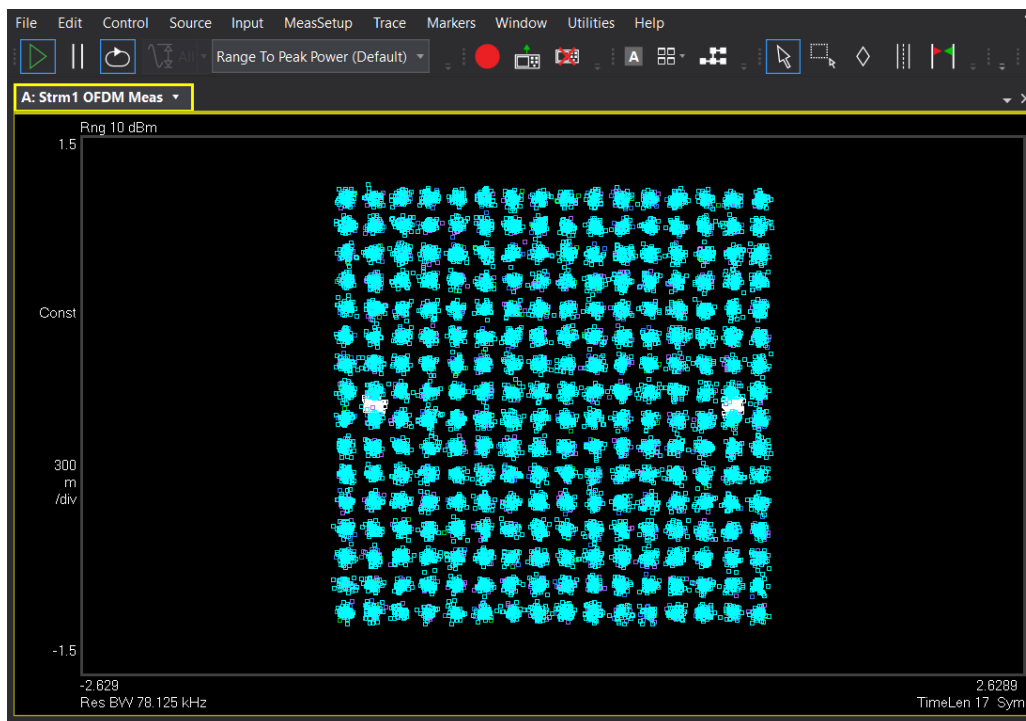 File Edit Control Source Input MeasSetup Trace Markers Window Utilities Help
All Range To Peak Power (Default) A
A: Strm1 OFDM Meas
Rng 10 dBm
1.5
Const
300
m
/div
-1.5
-2.629 2.6289
Res BW 78.125 kHz TimeLen 17 Sym